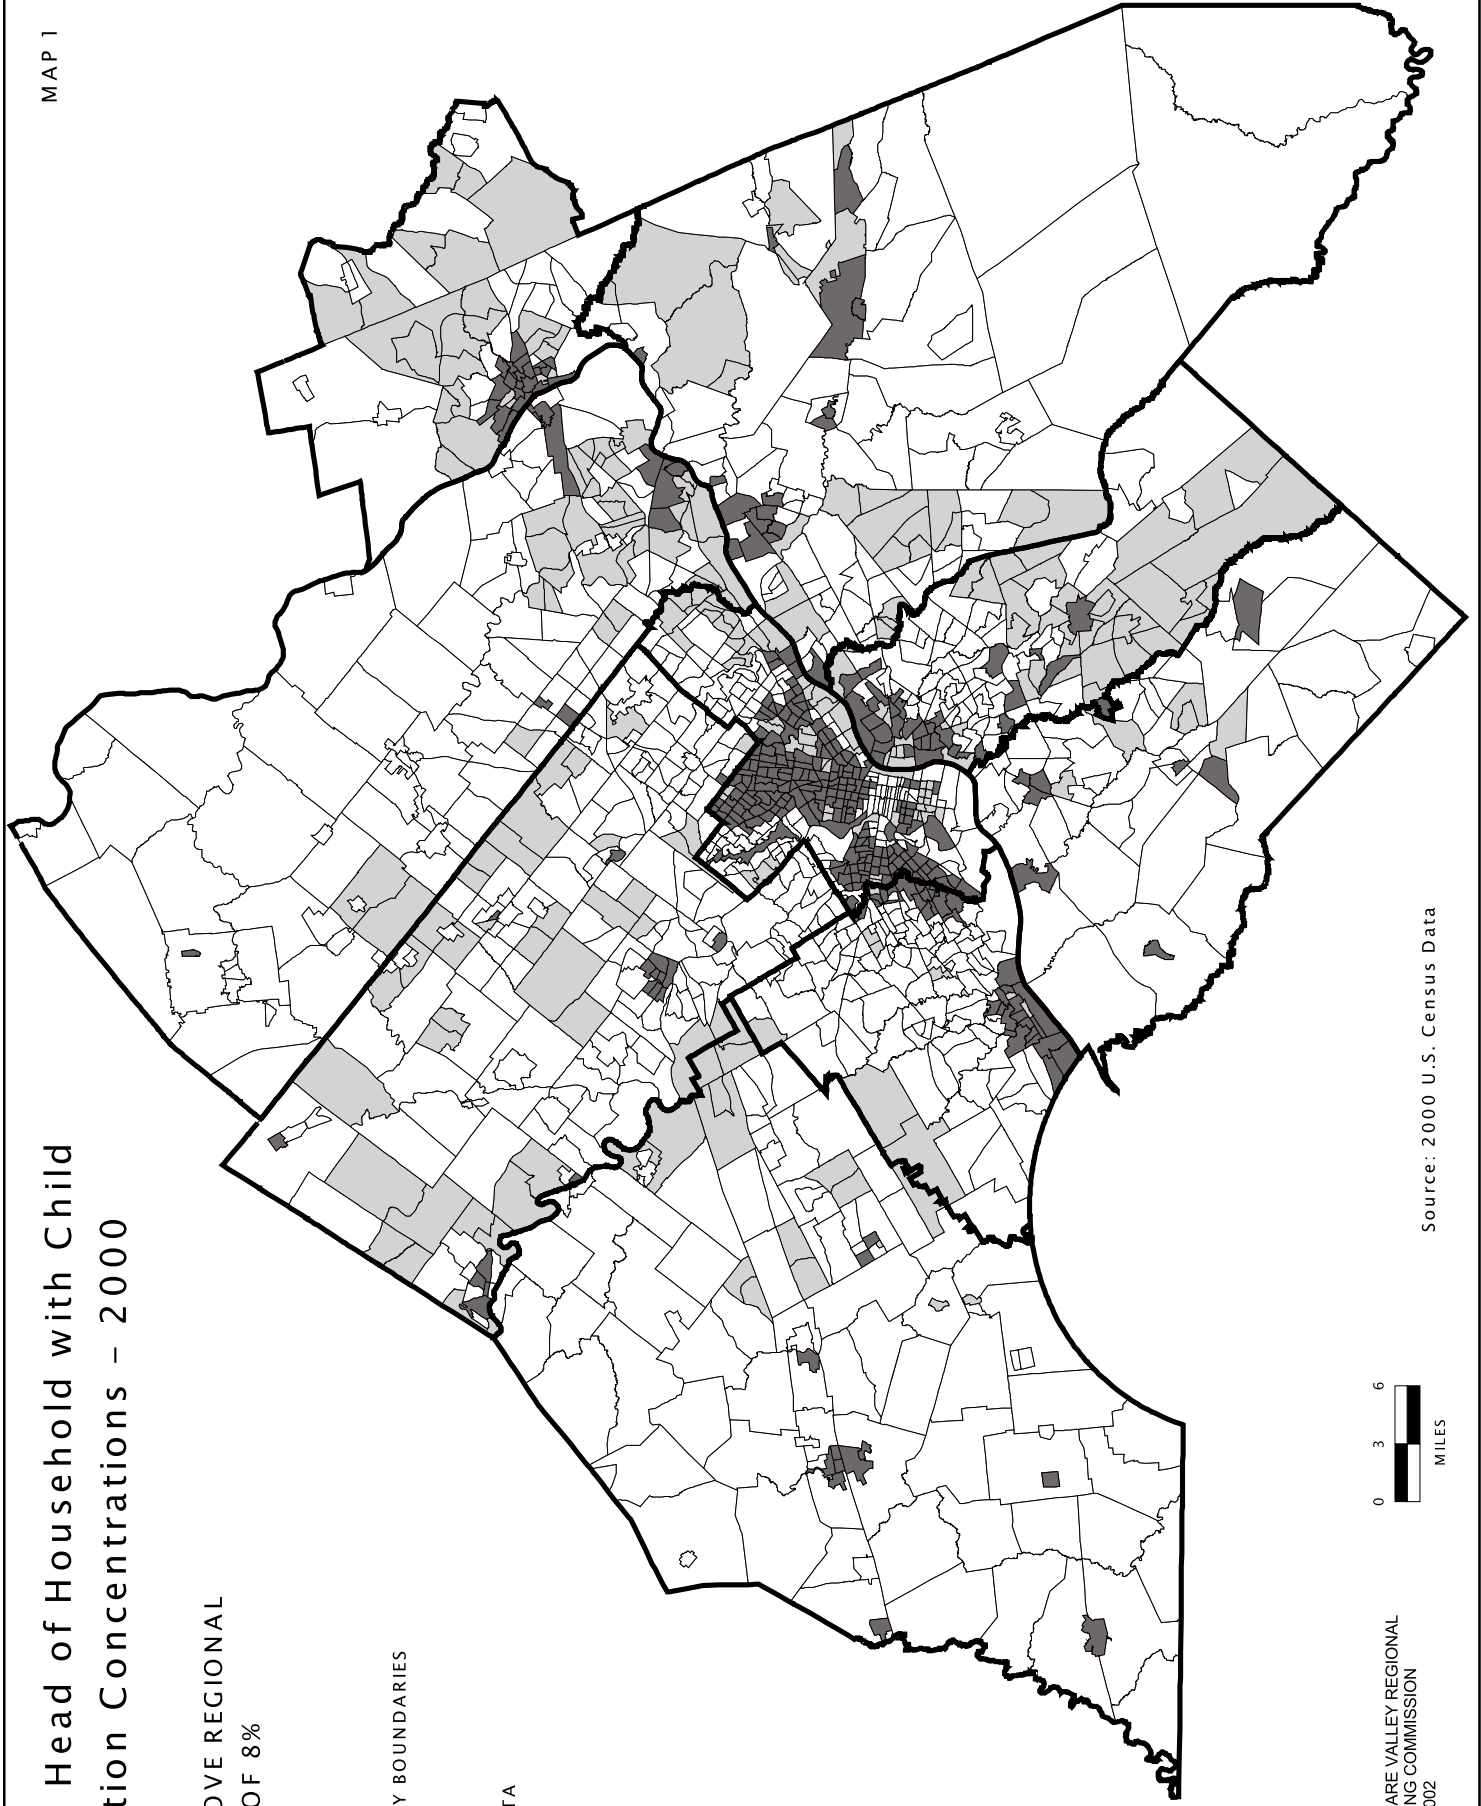 MAP 1
Head of Household with Child
tion Concentrations – 2000
OVE REGIONAL
OF 8%
Y BOUNDARIES
TA
Source: 2000 U.S. Census Data
0 3 6
MILES
ARE VALLEY REGIONAL
NG COMMISSION
002